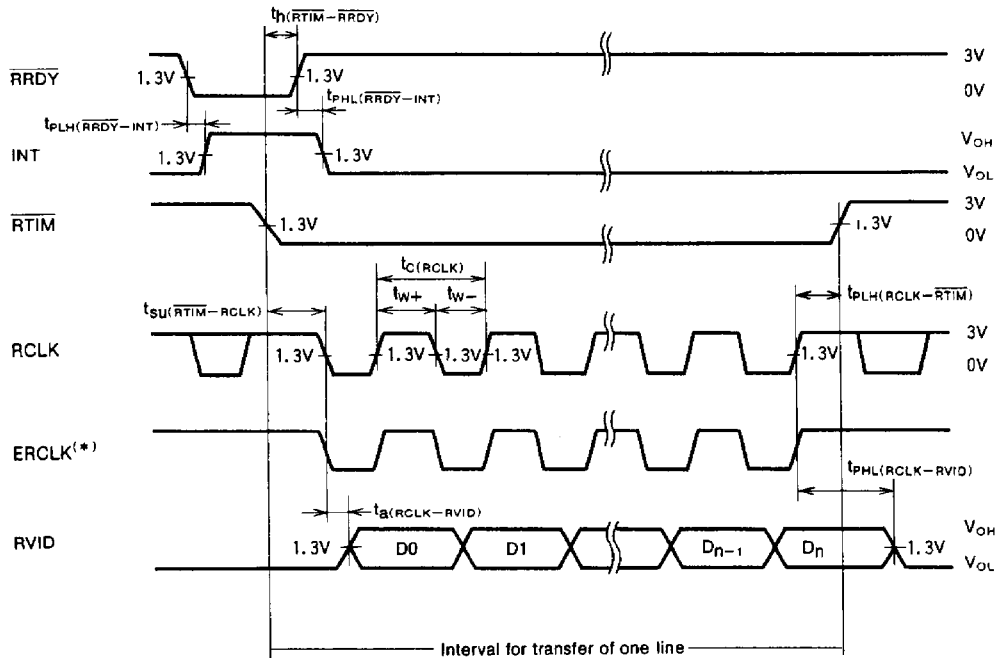 th(RTIM-RRDY)
RRDY 1.3V 1.3V 3V
0V
tPHL(RRDY-INT)
tPLH(RRDY-INT)
INT 1.3V 1.3V VOH
VOL
RTIM 1.3V 1.3V 3V
0V
tc(RCLK)
tw+ tw-
tsu(RTIM-RCLK) tPLH(RCLK-RTIM)
RCLK 1.3V 1.3V 1.3V 1.3V 1.3V 3V
0V
ERCLK(*)
tPHL(RCLK-RVID)
ta(RCLK-RVID)
RVID 1.3V D0 D1 Dn-1 Dn 1.3V VOH
VOL
Interval for transfer of one line